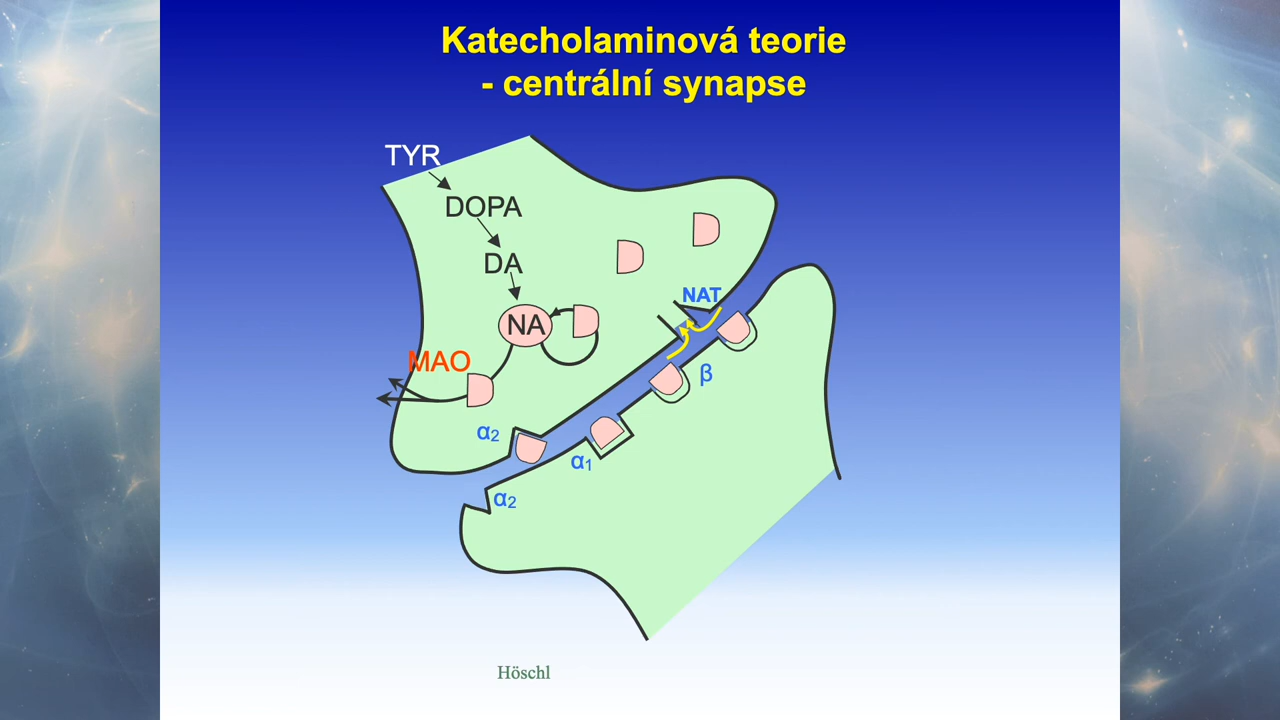 Katecholaminová teorie
- centrální synapse
TYR
DOPA
DA
NAT
NA
MAO
β
α2
α1
α2
Höschl